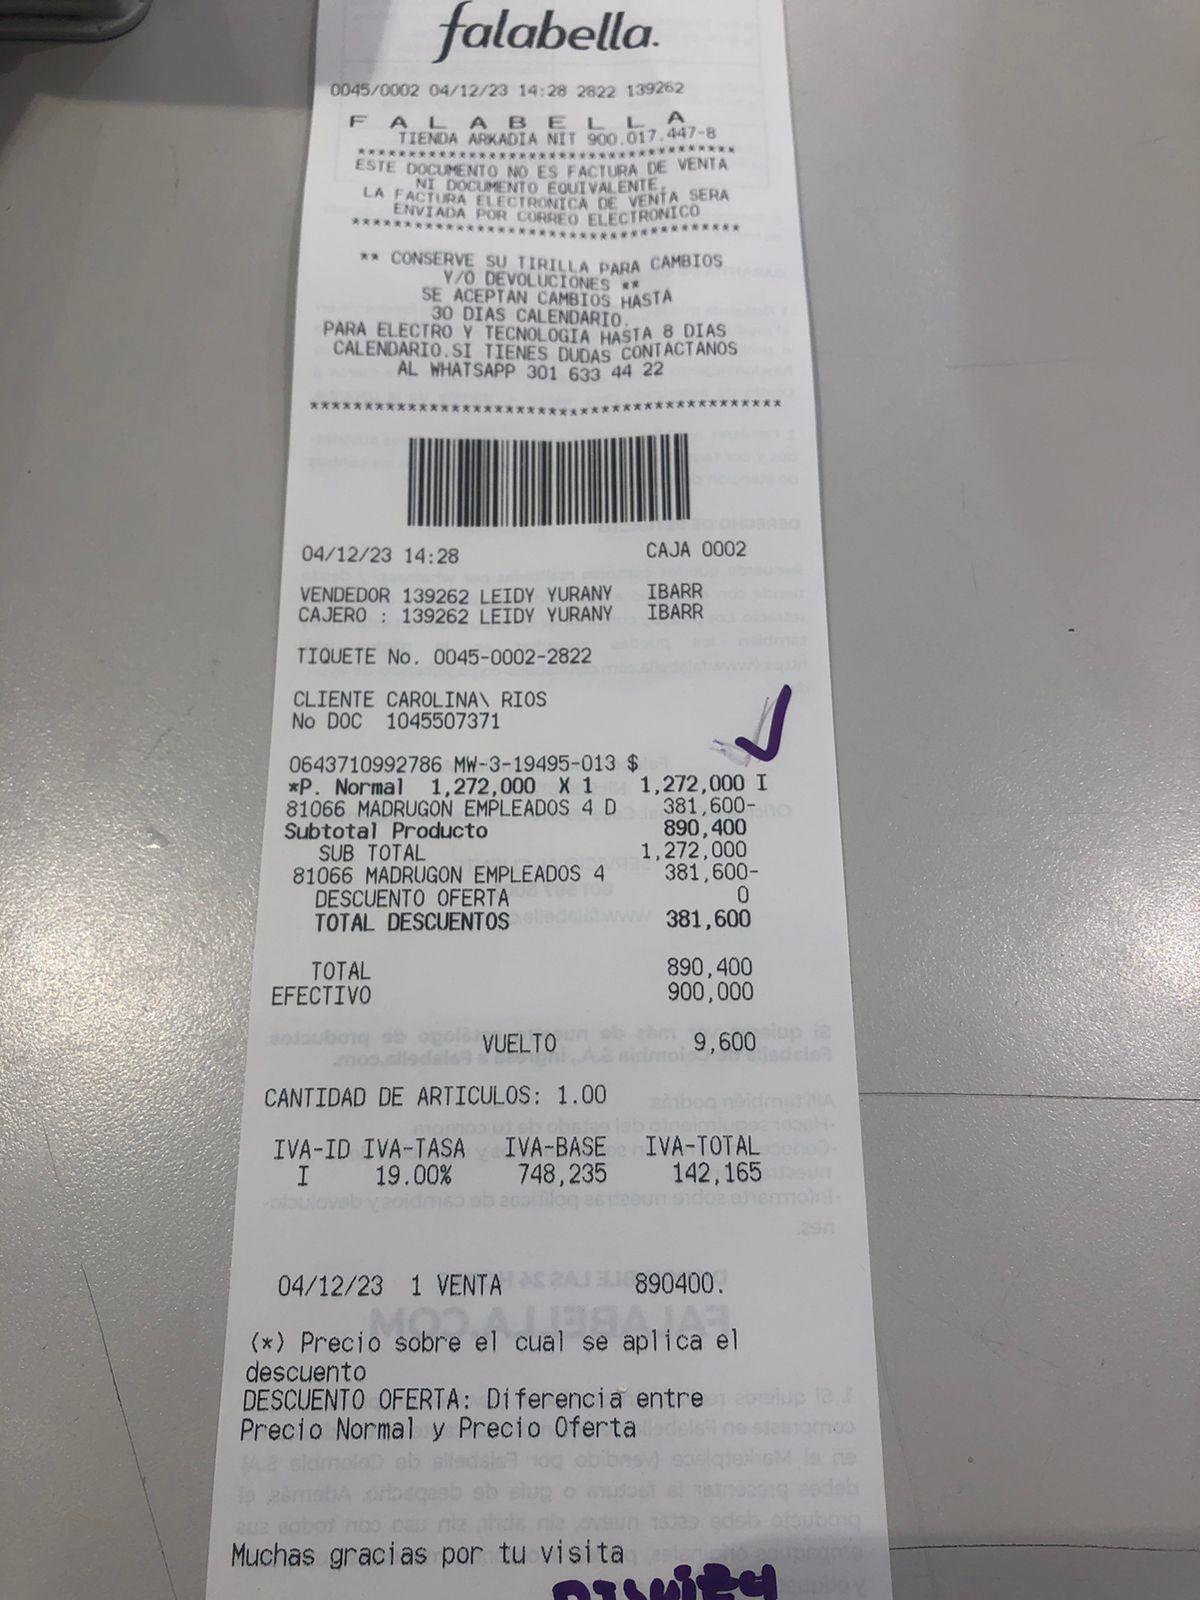 falabella.
0045/0002 04/12/23 14:28 2822 139262
F A L A B E L L A
TIENDA ARKADIA NIT 900.017.447-8
****************************************
ESTE DOCUMENTO NO ES FACTURA DE VENTA
NI DOCUMENTO EQUIVALENTE,
LA FACTURA ELECTRONICA DE VENTA SERA
ENVIADA POR CORREO ELECTRONICO
****************************************
** CONSERVE SU TIRILLA PARA CAMBIOS
Y/O DEVOLUCIONES **
SE ACEPTAN CAMBIOS HASTA
30 DIAS CALENDARIO.
PARA ELECTRO Y TECNOLOGIA HASTA 8 DIAS
CALENDARIO.SI TIENES DUDAS CONTACTANOS
AL WHATSAPP 301 633 44 22
****************************************
04/12/23 14:28 CAJA 0002
VENDEDOR 139262 LEIDY YURANY IBARR
CAJERO : 139262 LEIDY YURANY IBARR
TIQUETE No. 0045-0002-2822
CLIENTE CAROLINA\ RIOS
No DOC 1045507371
0643710992786 MW-3-19495-013 $
*P. Normal 1,272,000 X 1 1,272,000 I
81066 MADRUGON EMPLEADOS 4 D 381,600-
Subtotal Producto 890,400
SUB TOTAL 1,272,000
81066 MADRUGON EMPLEADOS 4 381,600-
DESCUENTO OFERTA 0
TOTAL DESCUENTOS 381,600
TOTAL 890,400
EFECTIVO 900,000
VUELTO 9,600
CANTIDAD DE ARTICULOS: 1.00
IVA-ID IVA-TASA IVA-BASE IVA-TOTAL
I 19.00% 748,235 142,165
04/12/23 1 VENTA 890400.
(*) Precio sobre el cual se aplica el
descuento
DESCUENTO OFERTA: Diferencia entre
Precio Normal y Precio Oferta
Muchas gracias por tu visita